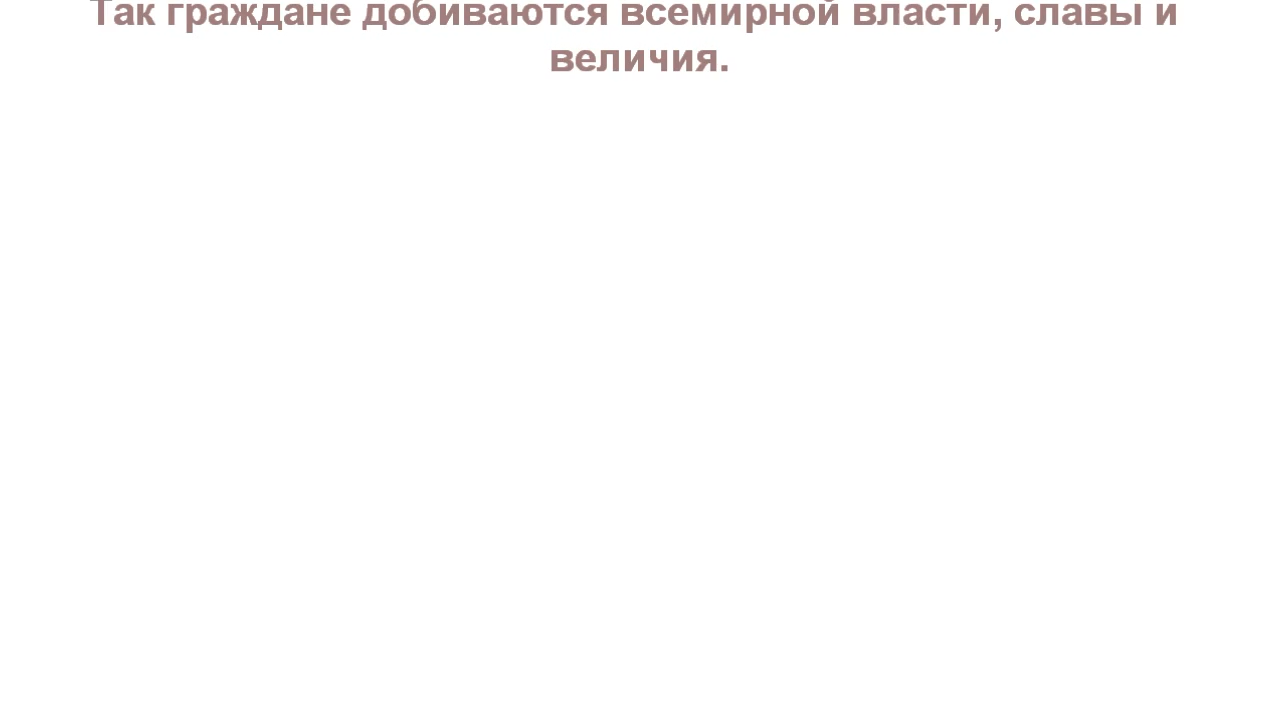 Так граждане добиваются всемирной власти, славы и
величия.